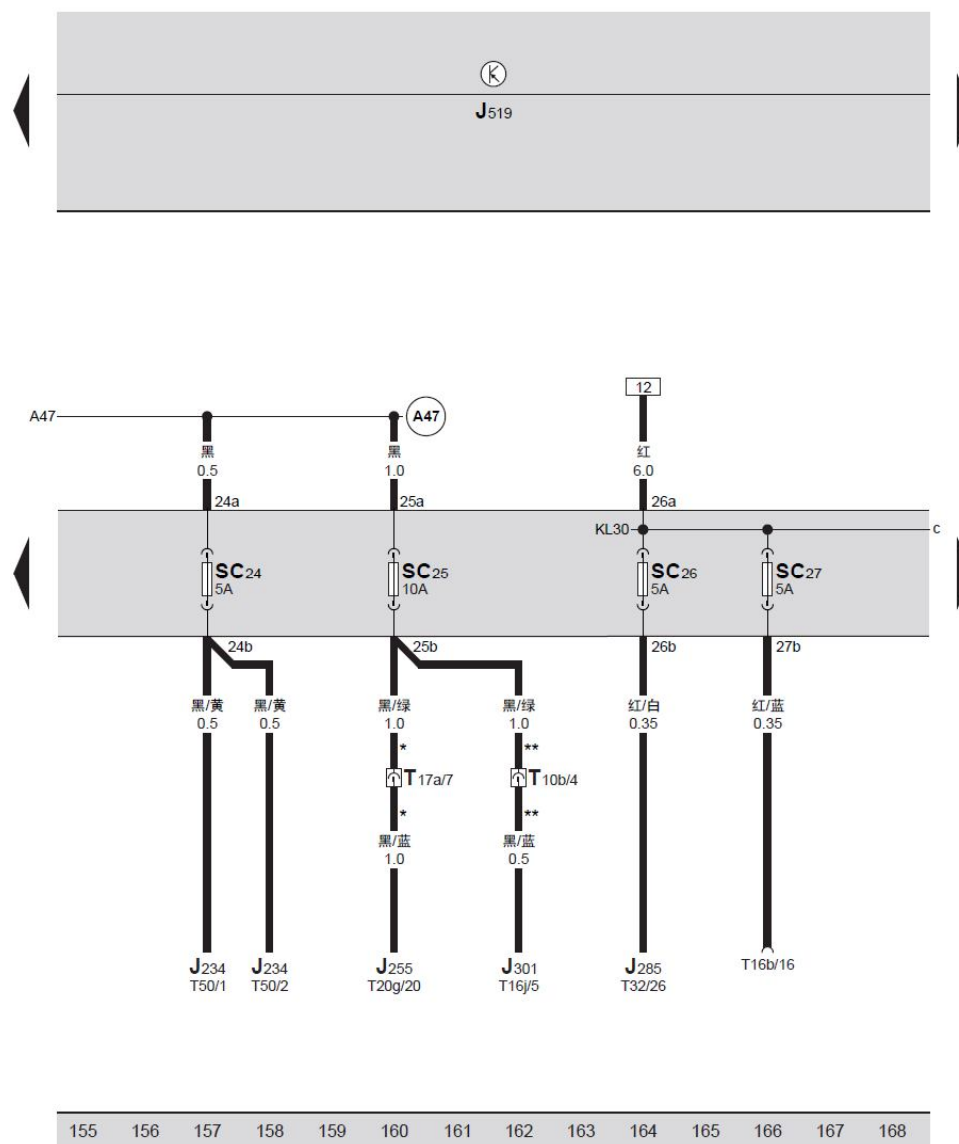 J519
12
A47
A47
黑
黑
红
0.5
1.0
6.0
24a
25a
26a
KL30
c
SC24
5A
SC25
10A
SC26
5A
SC27
5A
24b
25b
26b
27b
黑/黄
黑/黄
黑/绿
黑/绿
红/白
红/蓝
0.5
0.5
1.0
1.0
0.35
0.35
*
**
T17a/7
T10b/4
*
**
黑/蓝
黑/蓝
1.0
0.5
J234
T50/1
J234
T50/2
J255
T20g/20
J301
T16j/5
J285
T32/26
T16b/16
155 156 157 158 159 160 161 162 163 164 165 166 167 168